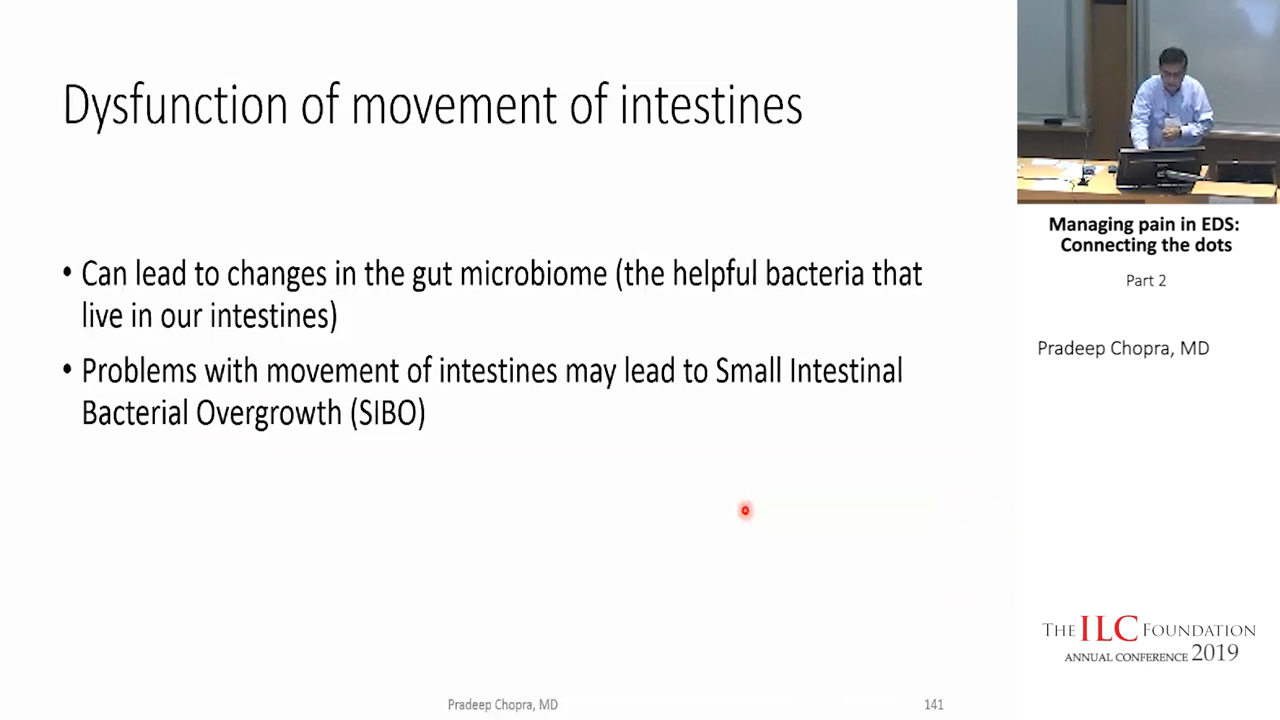 Dysfunction of movement of intestines
• Can lead to changes in the gut microbiome (the helpful bacteria that
live in our intestines)
• Problems with movement of intestines may lead to Small Intestinal
Bacterial Overgrowth (SIBO)
Pradeep Chopra, MD
141
Managing pain in EDS:
Connecting the dots
Part 2
Pradeep Chopra, MD
THE ILC FOUNDATION
ANNUAL CONFERENCE 2019